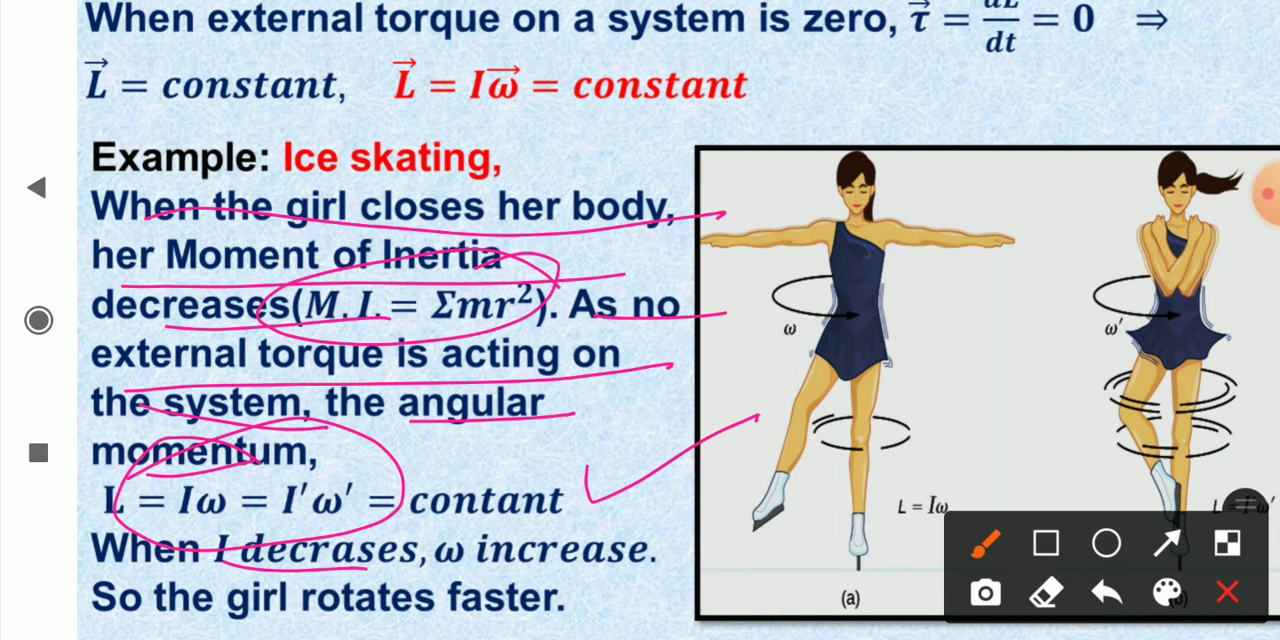 When external torque on a system is zero, τ⃗ = dL/dt = 0 ⇒
L⃗ = constant, L⃗ = Iω⃗ = constant
Example: Ice skating,
When the girl closes her body,
her Moment of Inertia
decreases(M.I. = Σmr²). As no
external torque is acting on
the system, the angular
momentum,
L = Iω = I′ω′ = contant
When I decrases, ω increase.
So the girl rotates faster.
ω
ω′
L = Iω
(a)